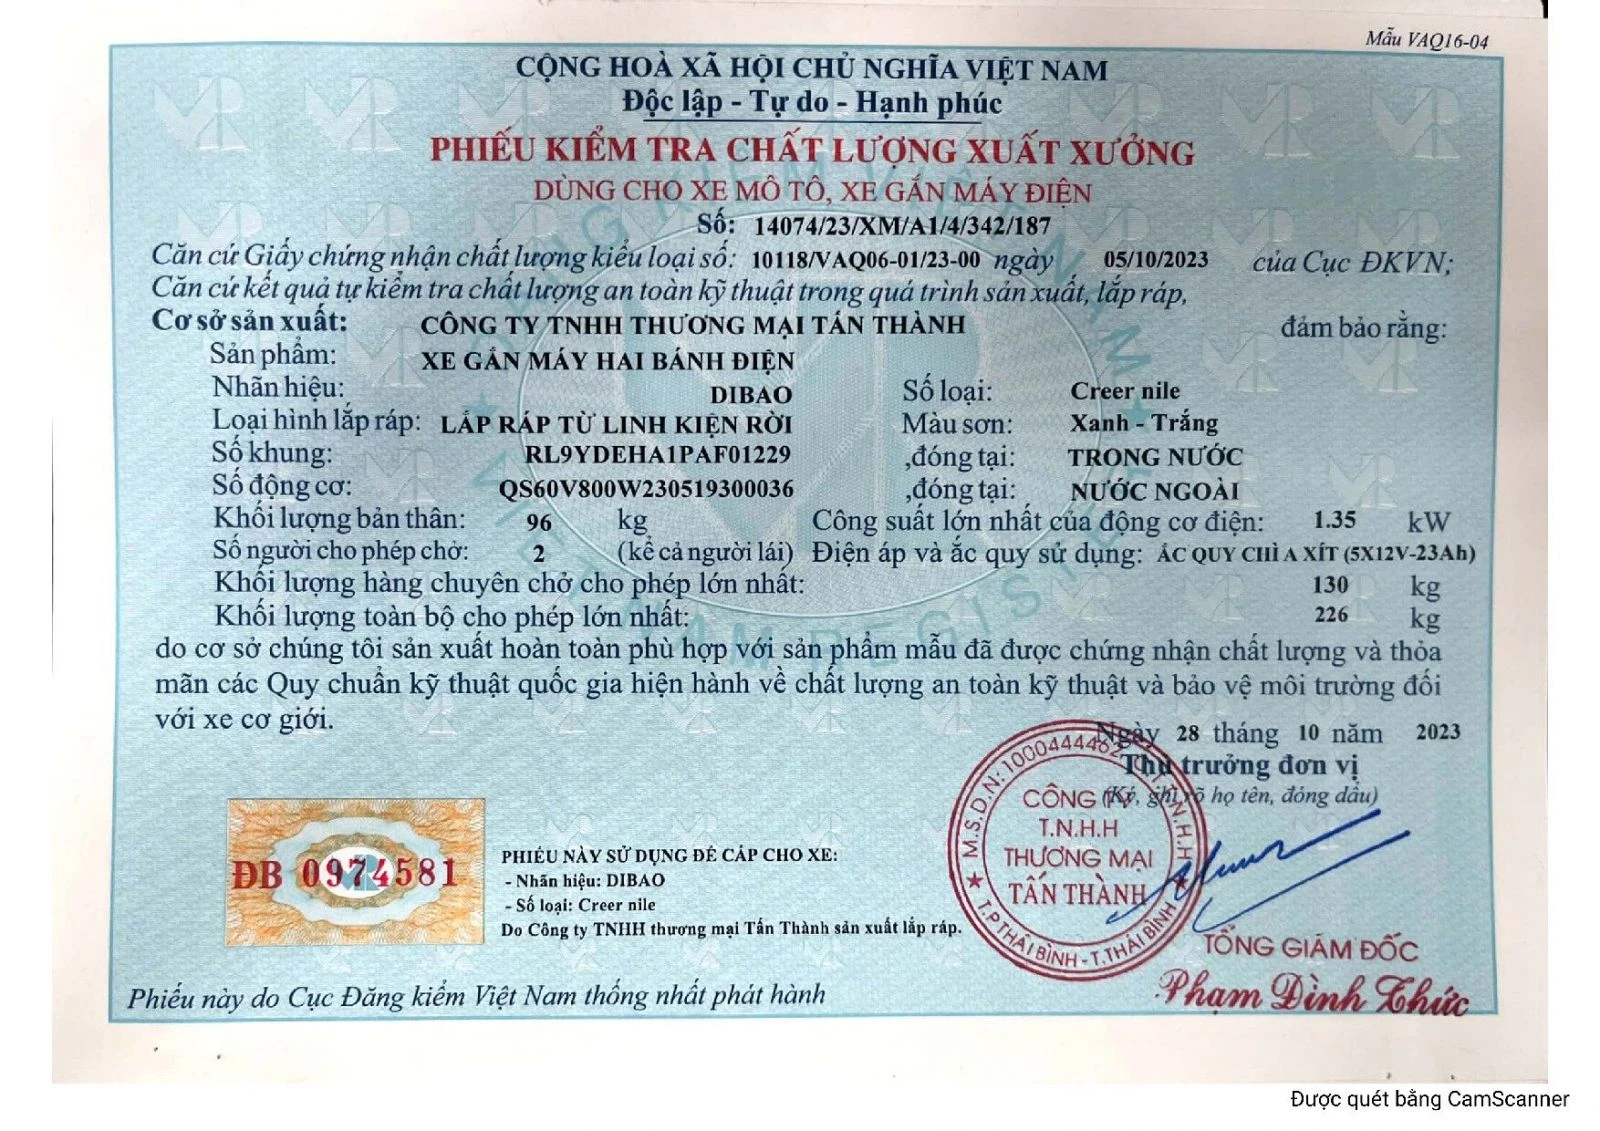 Mẫu VAQ16-04
CỘNG HOÀ XÃ HỘI CHỦ NGHĨA VIỆT NAM
Độc lập - Tự do - Hạnh phúc
PHIẾU KIỂM TRA CHẤT LƯỢNG XUẤT XƯỞNG
DÙNG CHO XE MÔ TÔ, XE GẮN MÁY ĐIỆN
Số: 14074/23/XM/A1/4/342/187
Căn cứ Giấy chứng nhận chất lượng kiểu loại số: 10118/VAQ06-01/23-00 ngày 05/10/2023 của Cục ĐKVN;
Căn cứ kết quả tự kiểm tra chất lượng an toàn kỹ thuật trong quá trình sản xuất, lắp ráp,
Cơ sở sản xuất: CÔNG TY TNHH THƯƠNG MẠI TẤN THÀNH đảm bảo rằng:
Sản phẩm: XE GẮN MÁY HAI BÁNH ĐIỆN
Nhãn hiệu: DIBAO Số loại: Creer nile
Loại hình lắp ráp: LẮP RÁP TỪ LINH KIỆN RỜI Màu sơn: Xanh - Trắng
Số khung: RL9YDEHA1PAF01229 ,đóng tại: TRONG NƯỚC
Số động cơ: QS60V800W230519300036 ,đóng tại: NƯỚC NGOÀI
Khối lượng bản thân: 96 kg Công suất lớn nhất của động cơ điện: 1.35 kW
Số người cho phép chở: 2 (kể cả người lái) Điện áp và ắc quy sử dụng: ẮC QUY CHÌ A XÍT (5X12V-23Ah)
Khối lượng hàng chuyên chở cho phép lớn nhất: 130 kg
Khối lượng toàn bộ cho phép lớn nhất: 226 kg
do cơ sở chúng tôi sản xuất hoàn toàn phù hợp với sản phẩm mẫu đã được chứng nhận chất lượng và thỏa
mãn các Quy chuẩn kỹ thuật quốc gia hiện hành về chất lượng an toàn kỹ thuật và bảo vệ môi trường đối
với xe cơ giới.
Ngày 28 tháng 10 năm 2023
Thủ trưởng đơn vị
(Ký, ghi rõ họ tên, đóng dấu)
M.S.D.N: 1000444462 C.T.T.N.H.H
CÔNG TY
T.N.H.H
THƯƠNG MẠI
TẤN THÀNH
T.P THÁI BÌNH - T.THÁI BÌNH
ĐB 0974581
PHIẾU NÀY SỬ DỤNG ĐỂ CẤP CHO XE:
- Nhãn hiệu: DIBAO
- Số loại: Creer nile
Do Công ty TNHH thương mại Tấn Thành sản xuất lắp ráp.
TỔNG GIÁM ĐỐC
Phạm Đình Thức
Phiếu này do Cục Đăng kiểm Việt Nam thống nhất phát hành
Được quét bằng CamScanner